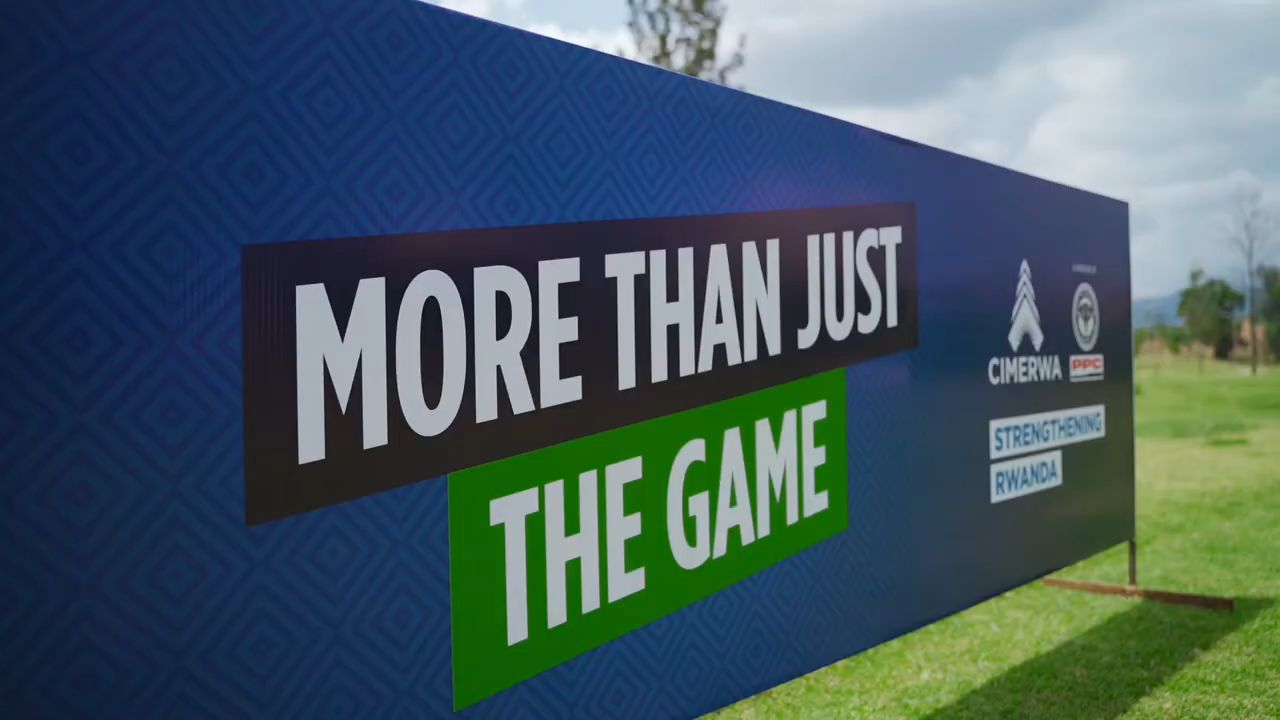 MORE THAN JUST
THE GAME
CIMERWA
PPC
STRENGTHENING
RWANDA